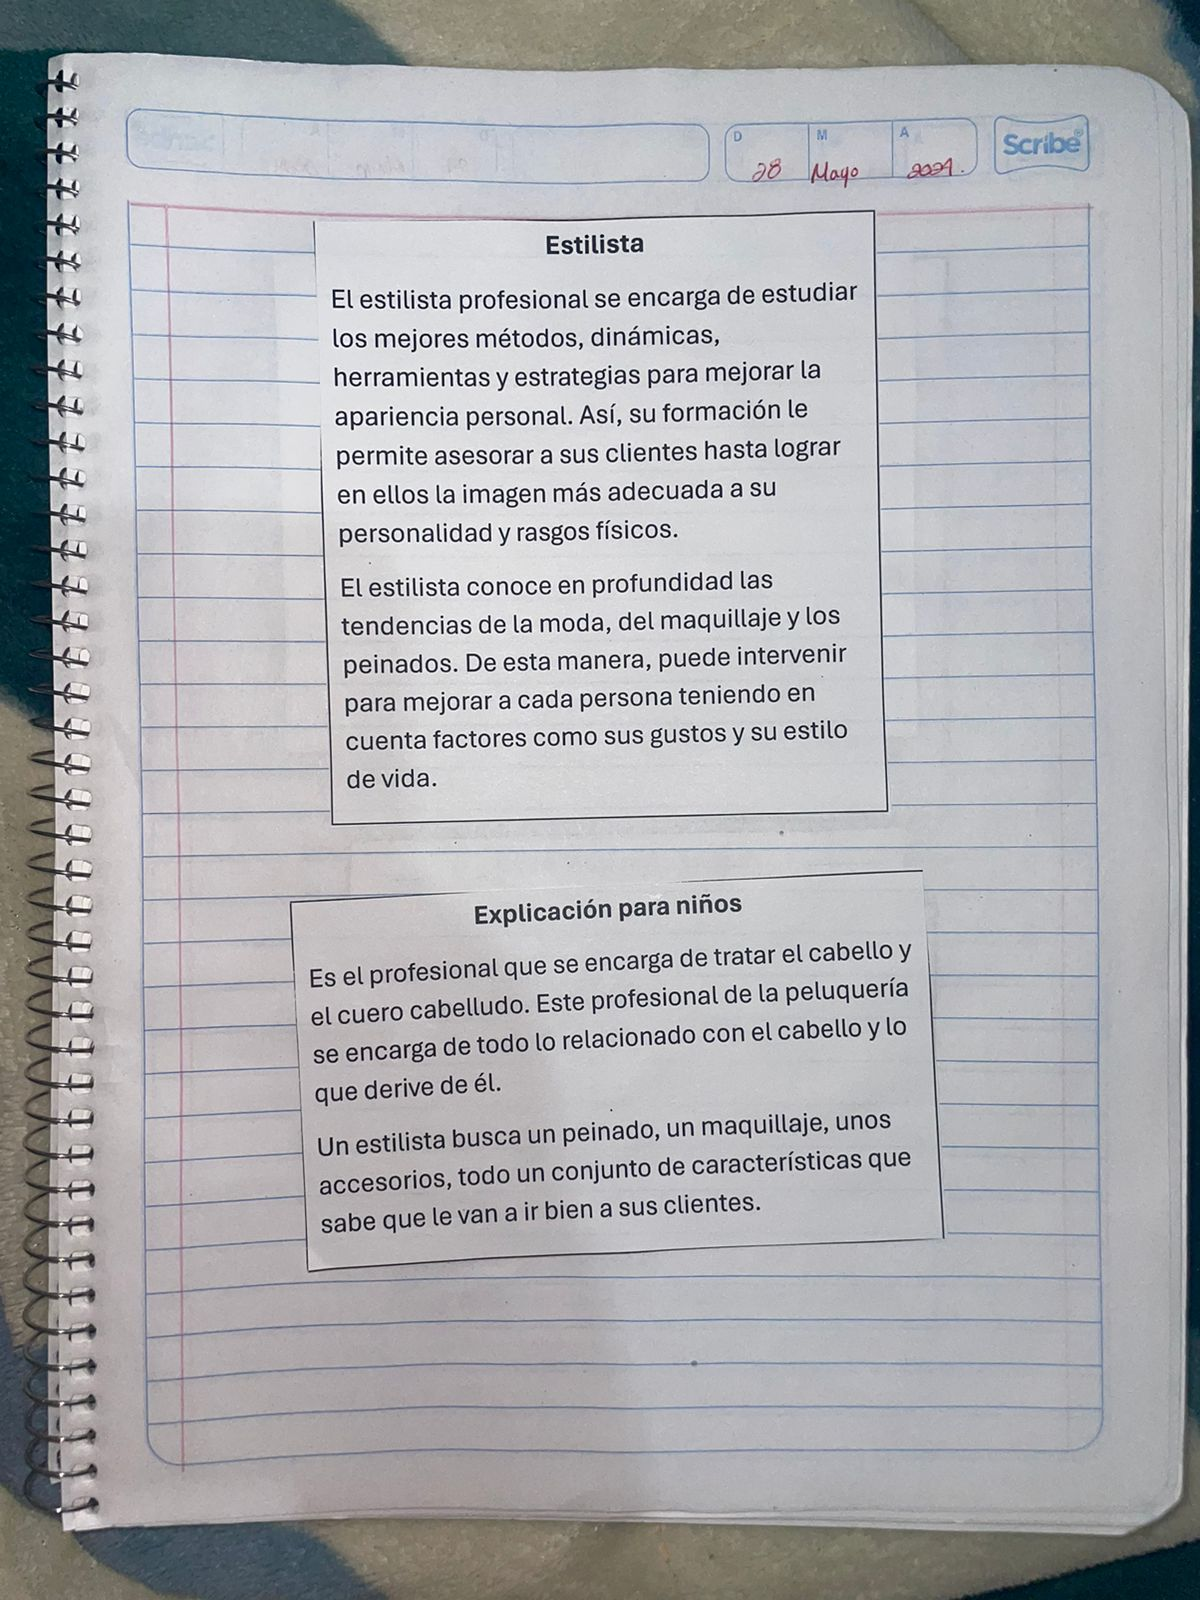 D M A Scribe®
28 Mayo 2024.
Estilista
El estilista profesional se encarga de estudiar
los mejores métodos, dinámicas,
herramientas y estrategias para mejorar la
apariencia personal. Así, su formación le
permite asesorar a sus clientes hasta lograr
en ellos la imagen más adecuada a su
personalidad y rasgos físicos.
El estilista conoce en profundidad las
tendencias de la moda, del maquillaje y los
peinados. De esta manera, puede intervenir
para mejorar a cada persona teniendo en
cuenta factores como sus gustos y su estilo
de vida.
Explicación para niños
Es el profesional que se encarga de tratar el cabello y
el cuero cabelludo. Este profesional de la peluquería
se encarga de todo lo relacionado con el cabello y lo
que derive de él.
Un estilista busca un peinado, un maquillaje, unos
accesorios, todo un conjunto de características que
sabe que le van a ir bien a sus clientes.